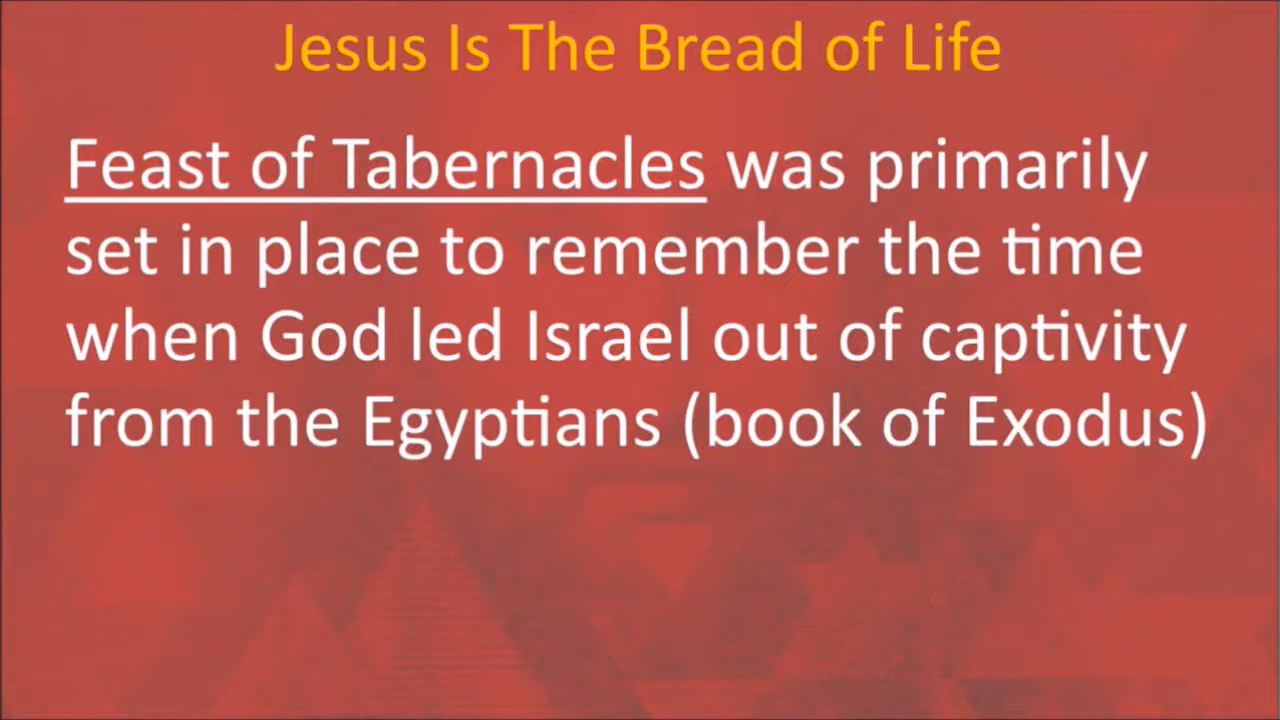 Jesus Is The Bread of Life
Feast of Tabernacles was primarily
set in place to remember the time
when God led Israel out of captivity
from the Egyptians (book of Exodus)